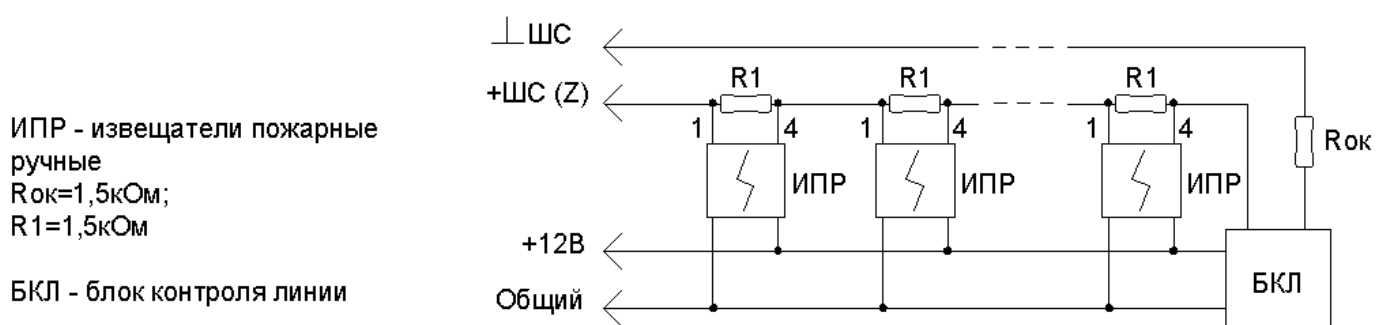 ⊥ ШС
+ШС (Z)
R1
R1
R1
1
4
1
4
1
4
ИПР - извещатели пожарные
ручные
Rок=1,5кОм;
R1=1,5кОм
Rок
ИПР
ИПР
ИПР
+12В
БКЛ - блок контроля линии
Общий
БКЛ